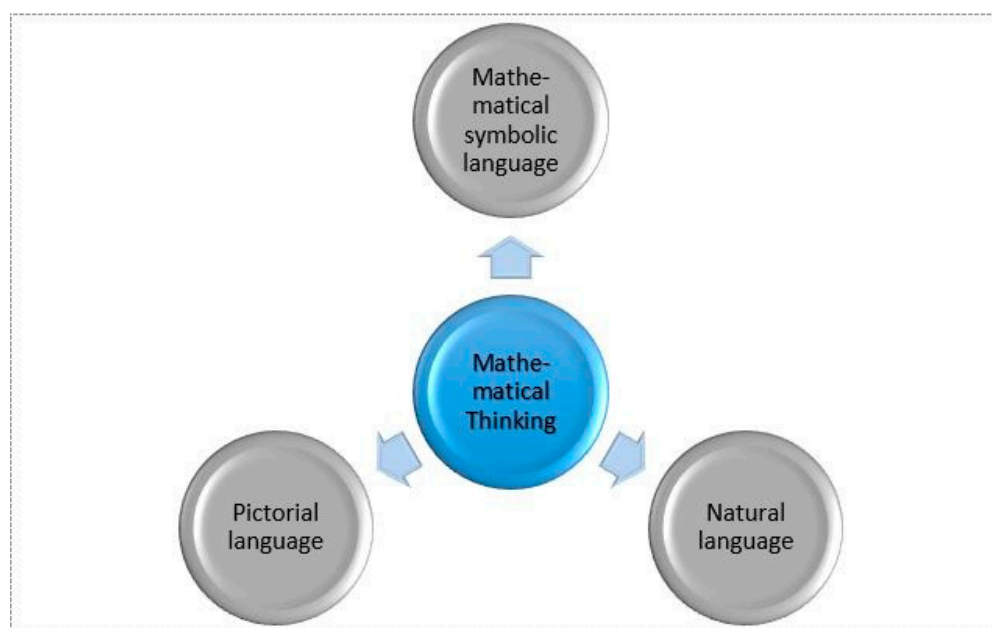 Mathe-
matical
symbolic
language
Mathe-
matical
Thinking
Pictorial
language
Natural
language